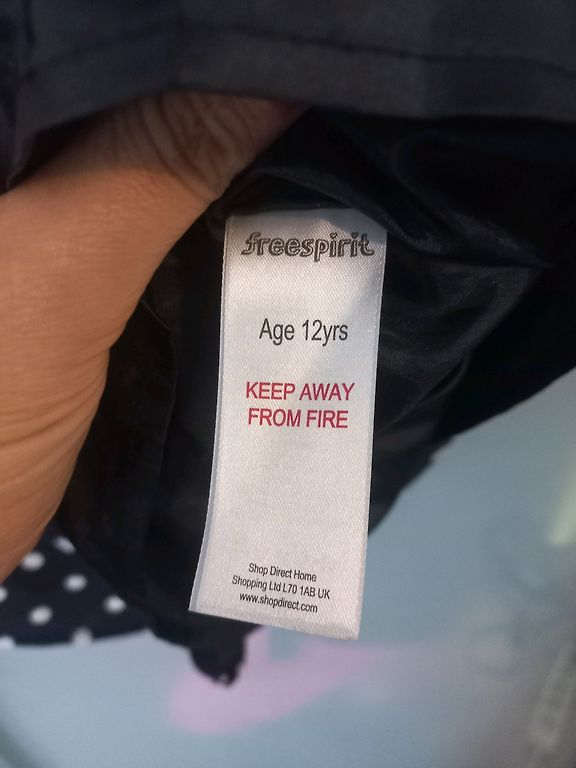 freespirit
Age 12yrs
KEEP AWAY
FROM FIRE
Shop Direct Home
Shopping Ltd L70 1AB UK
www.shopdirect.com